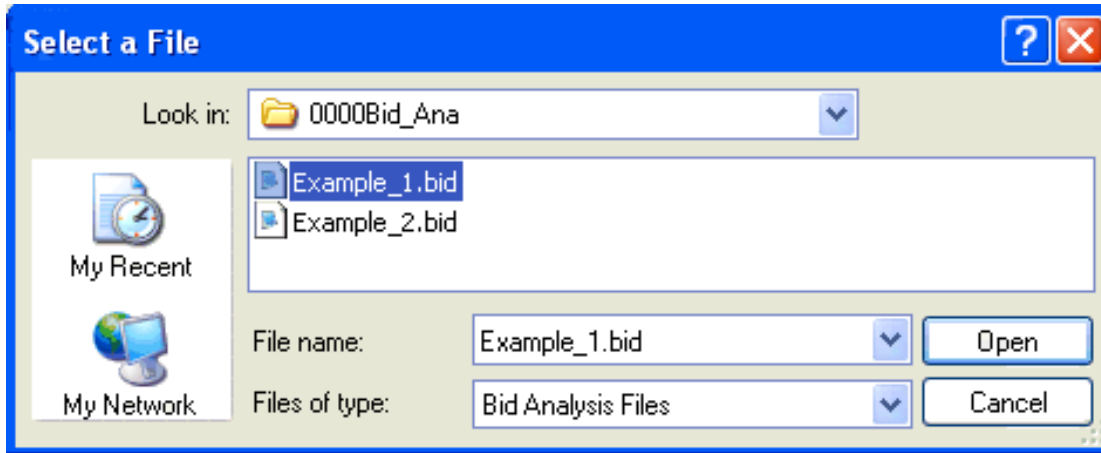 Select a File
Look in: 0000Bid_Ana
Example_1.bid
Example_2.bid
My Recent
My Network
File name: Example_1.bid Open
Files of type: Bid Analysis Files Cancel